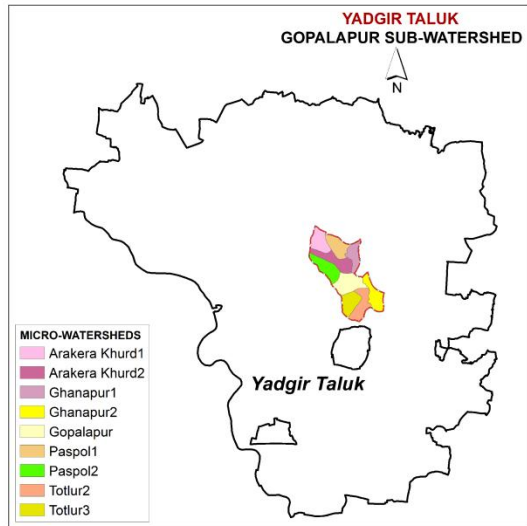 YADGIR TALUK
GOPALAPUR SUB-WATERSHED
N
Yadgir Taluk
MICRO-WATERSHEDS
Arakera Khurd1
Arakera Khurd2
Ghanapur1
Ghanapur2
Gopalapur
Paspol1
Paspol2
Totlur2
Totlur3